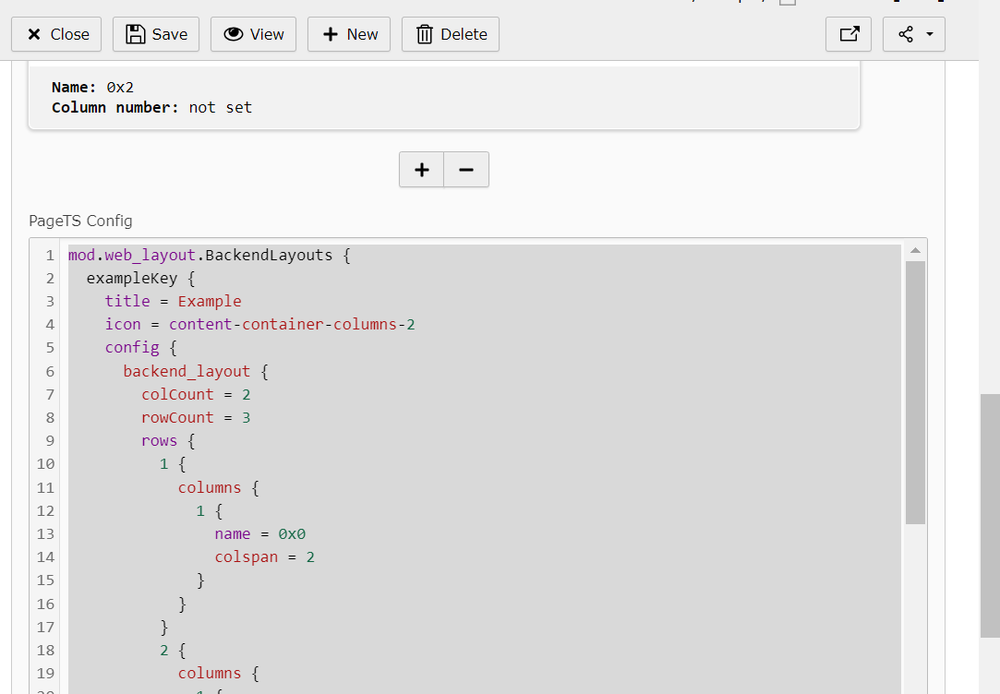 Close Save View New Delete
Name: 0x2
Column number: not set
PageTS Config
1 mod.web_layout.BackendLayouts {
2 exampleKey {
3 title = Example
4 icon = content-container-columns-2
5 config {
6 backend_layout {
7 colCount = 2
8 rowCount = 3
9 rows {
10 1 {
11 columns {
12 1 {
13 name = 0x0
14 colspan = 2
15 }
16 }
17 }
18 2 {
19 columns {
20 1 {